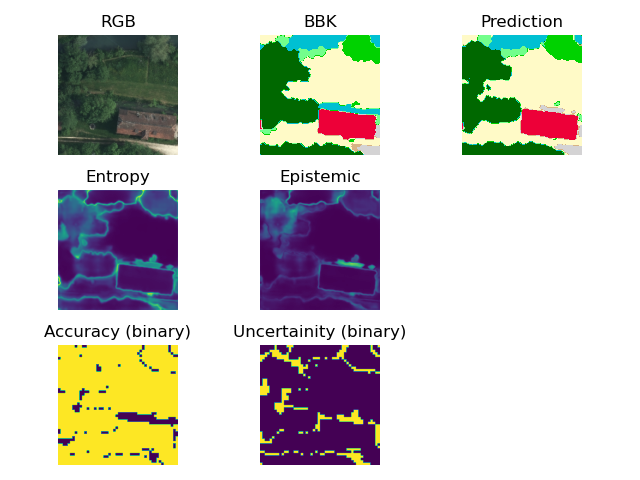 RGB
BBK
Prediction
Entropy
Epistemic
Accuracy (binary)
Uncertainity (binary)